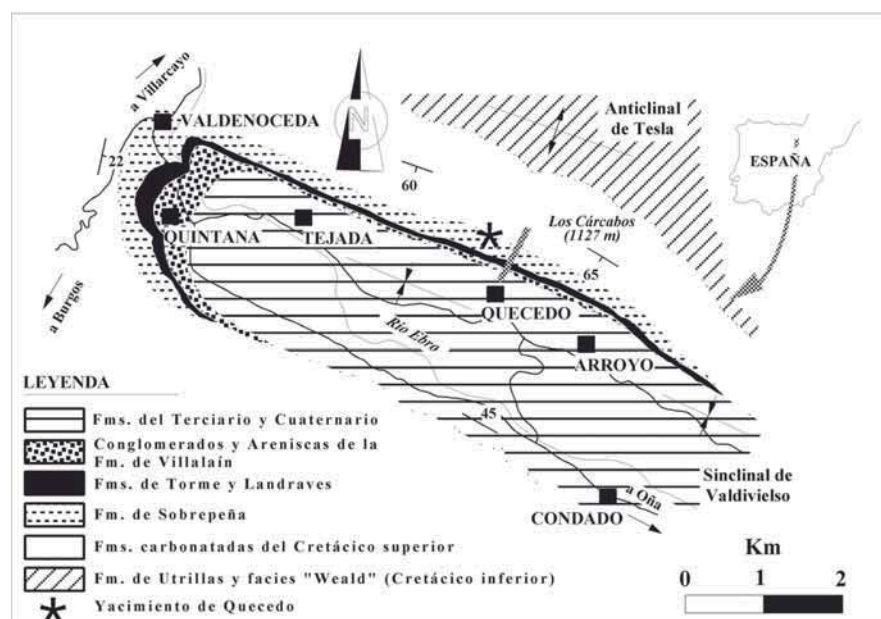 a Villarcayo
VALDENOCEDA
N
Anticlinal
de Tesla
ESPAÑA
22
60
Los Cárcabos
(1127 m)
QUINTANA
TEJADA
65
a Burgos
QUECEDO
Río Ebro
ARROYO
45
LEYENDA
Fms. del Terciario y Cuaternario
Conglomerados y Areniscas de la
Fm. de Villalaín
Fms. de Torme y Landraves
Fm. de Sobrepeña
Fms. carbonatadas del Cretácico superior
Fm. de Utrillas y facies "Weald" (Cretácico inferior)
Yacimiento de Quecedo
Sinclinal de
Valdivielso
a Oña
CONDADO
Km
0 1 2